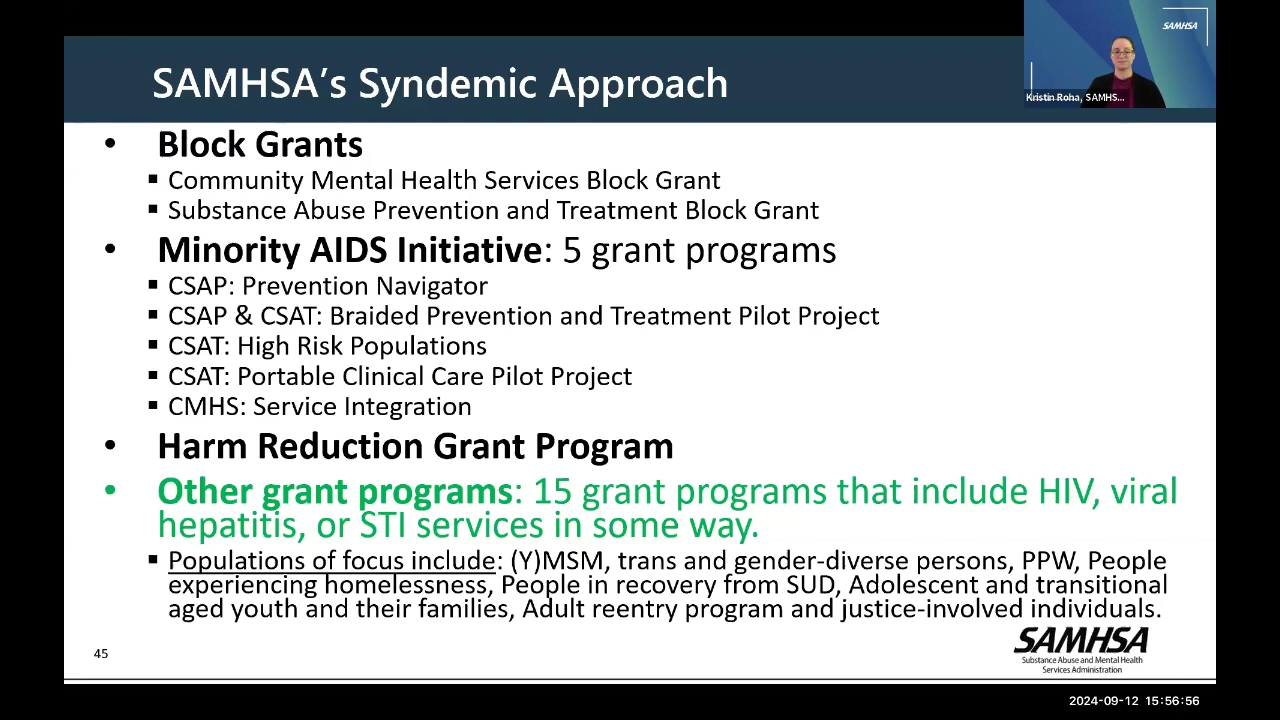 SAMHSA's Syndemic Approach
SAMHSA
Kristin Roha, SAMHS...
• Block Grants
▪ Community Mental Health Services Block Grant
▪ Substance Abuse Prevention and Treatment Block Grant
• Minority AIDS Initiative: 5 grant programs
▪ CSAP: Prevention Navigator
▪ CSAP & CSAT: Braided Prevention and Treatment Pilot Project
▪ CSAT: High Risk Populations
▪ CSAT: Portable Clinical Care Pilot Project
▪ CMHS: Service Integration
• Harm Reduction Grant Program
• Other grant programs: 15 grant programs that include HIV, viral
hepatitis, or STI services in some way.
▪ Populations of focus include: (Y)MSM, trans and gender-diverse persons, PPW, People
experiencing homelessness, People in recovery from SUD, Adolescent and transitional
aged youth and their families, Adult reentry program and justice-involved individuals.
45
SAMHSA
Substance Abuse and Mental Health
Services Administration
2024-09-12 15:56:56